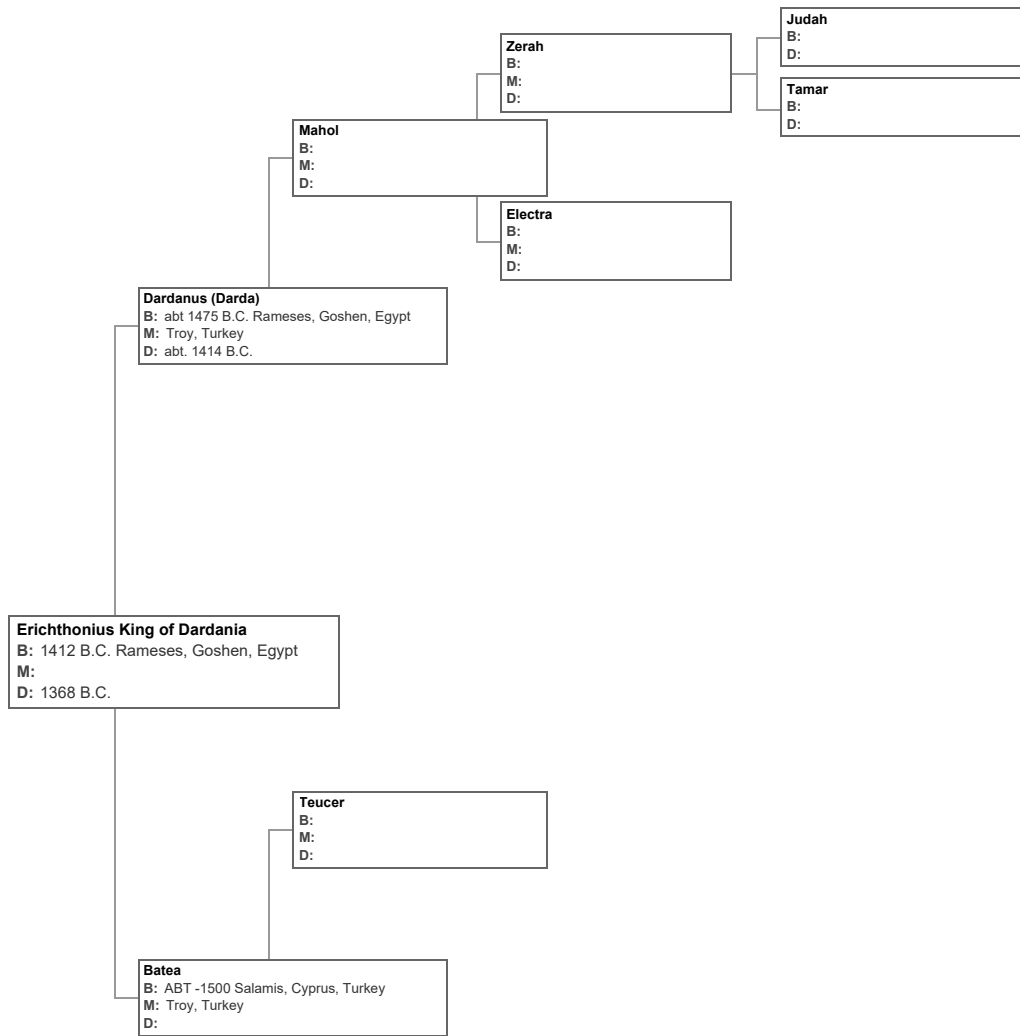 Judah
B:
D:
Zerah
B:
M:
D:
Tamar
B:
D:
Mahol
B:
M:
D:
Electra
B:
M:
D:
Dardanus (Darda)
B: abt 1475 B.C. Rameses, Goshen, Egypt
M: Troy, Turkey
D: abt. 1414 B.C.
Erichthonius King of Dardania
B: 1412 B.C. Rameses, Goshen, Egypt
M:
D: 1368 B.C.
Teucer
B:
M:
D:
Batea
B: ABT -1500 Salamis, Cyprus, Turkey
M: Troy, Turkey
D: